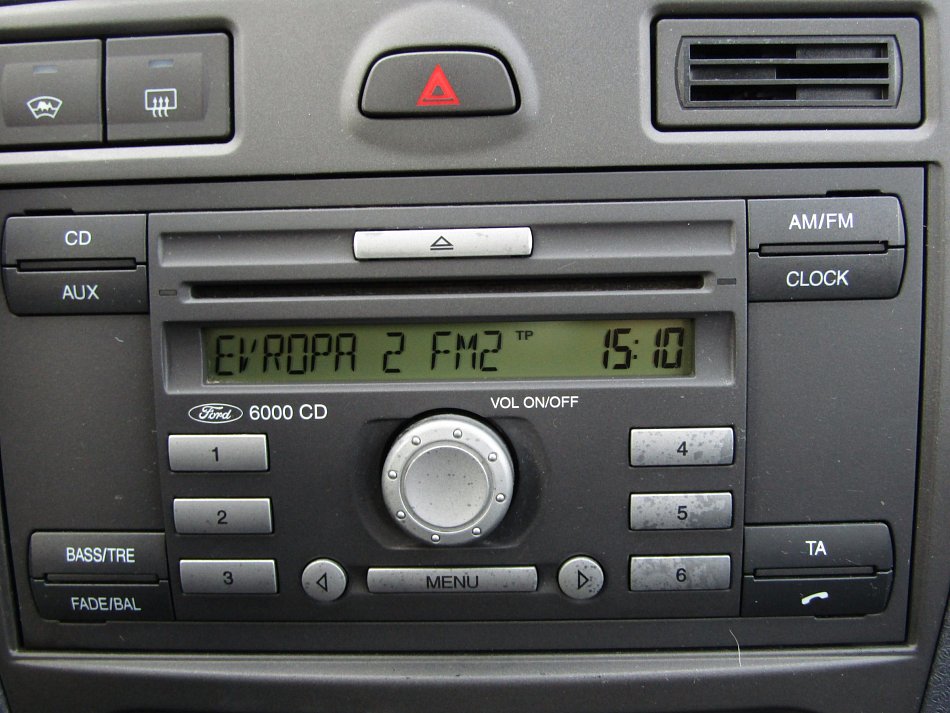 CD
AUX
AM/FM
CLOCK
EVROPA 2 FM2 TP 15:10
Ford 6000 CD
VOL ON/OFF
1
2
3
4
5
6
BASS/TRE
FADE/BAL
MENU
TA